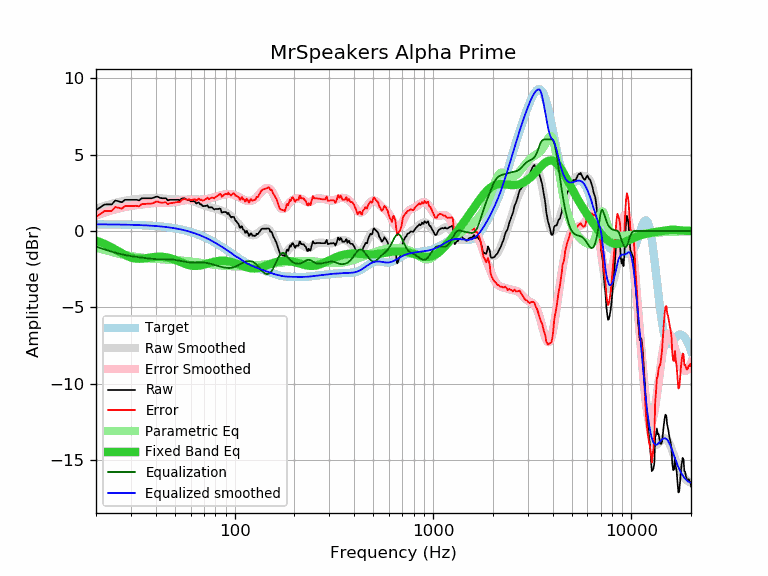 MrSpeakers Alpha Prime
10
5
0
−5
−10
−15
Amplitude (dBr)
Target
Raw Smoothed
Error Smoothed
Raw
Error
Parametric Eq
Fixed Band Eq
Equalization
Equalized smoothed
100 1000 10000
Frequency (Hz)